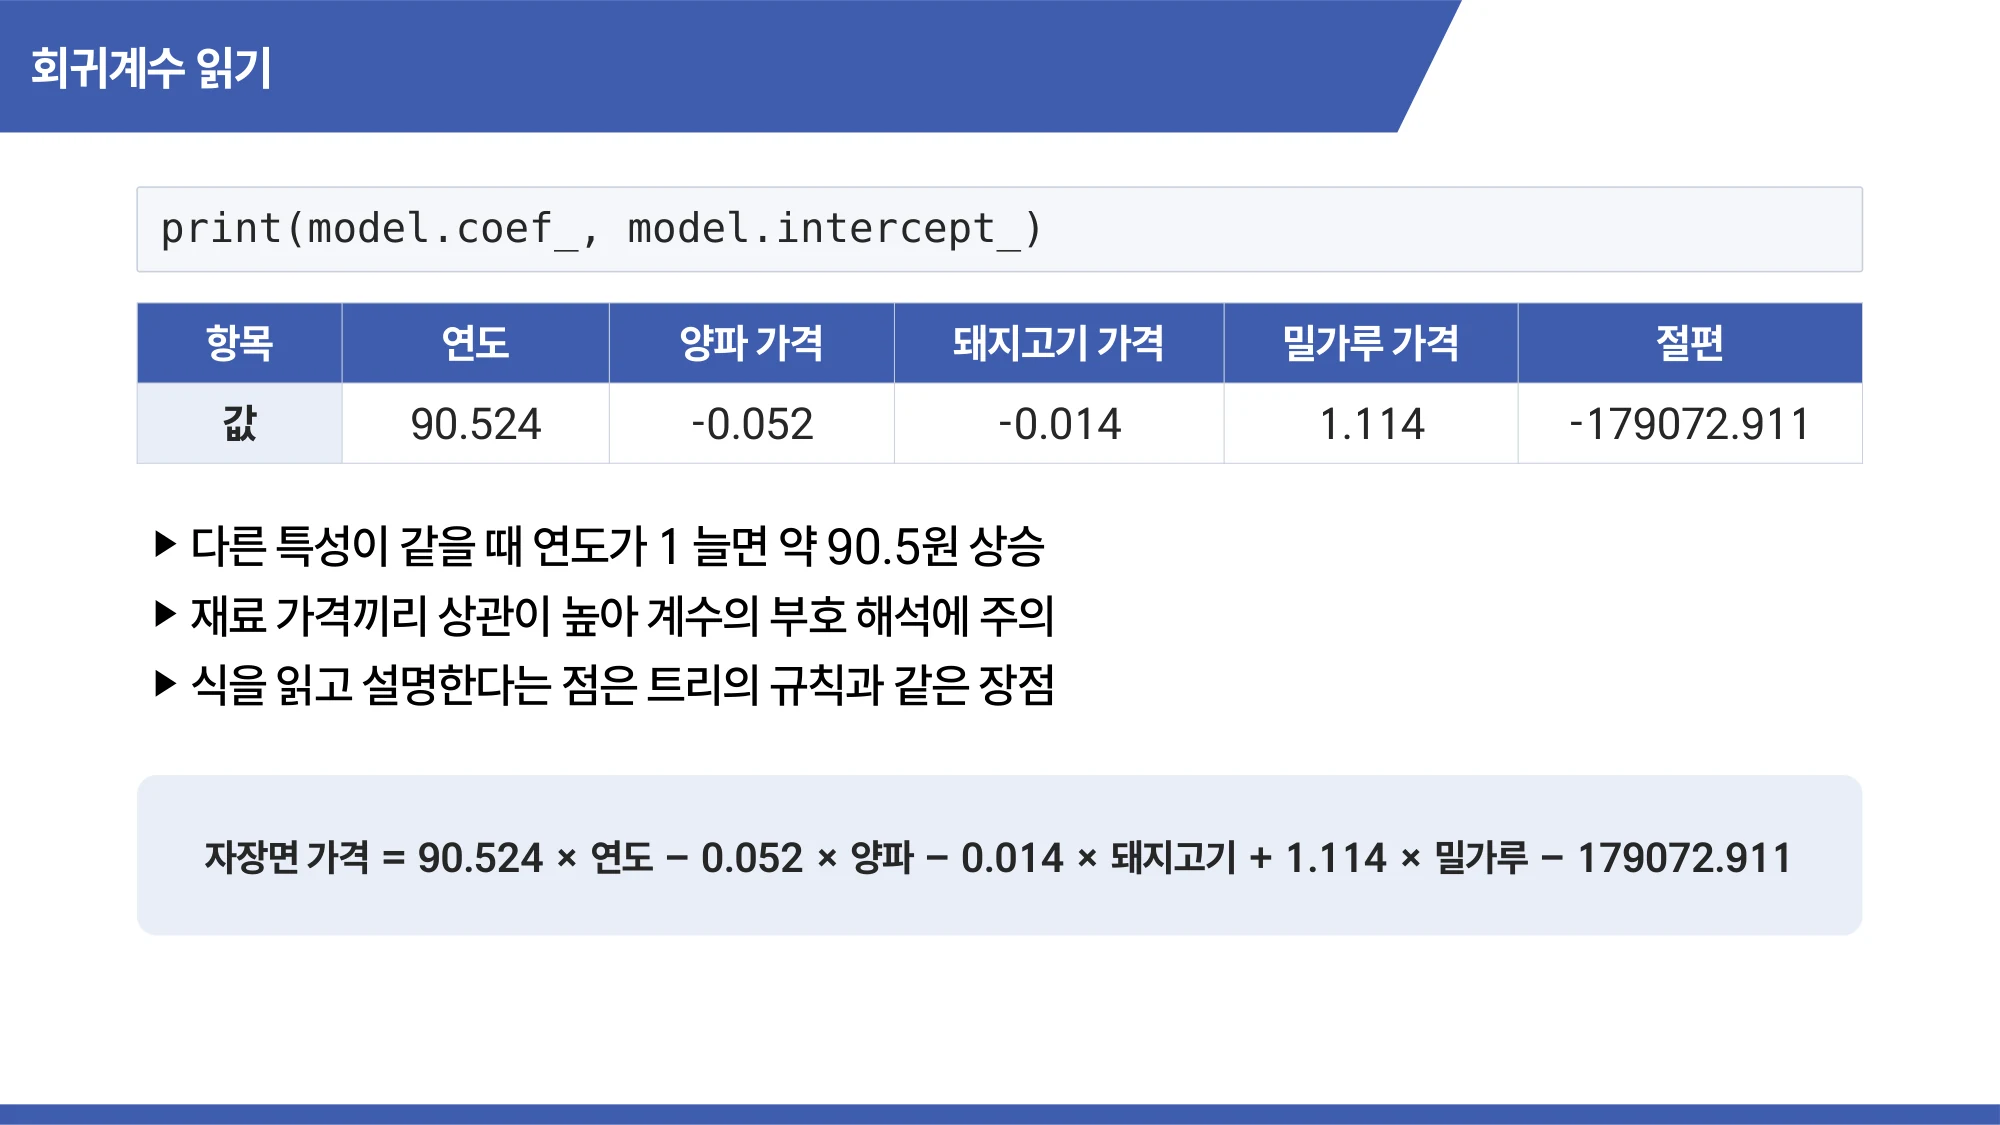 회귀계수 읽기
print(model.coef_, model.intercept_)
항목 연도 양파 가격 돼지고기 가격 밀가루 가격 절편
값 90.524 -0.052 -0.014 1.114 -179072.911
▶ 다른 특성이 같을 때 연도가 1 늘면 약 90.5원 상승
▶ 재료 가격끼리 상관이 높아 계수의 부호 해석에 주의
▶ 식을 읽고 설명한다는 점은 트리의 규칙과 같은 장점
자장면 가격 = 90.524 × 연도 – 0.052 × 양파 – 0.014 × 돼지고기 + 1.114 × 밀가루 – 179072.911